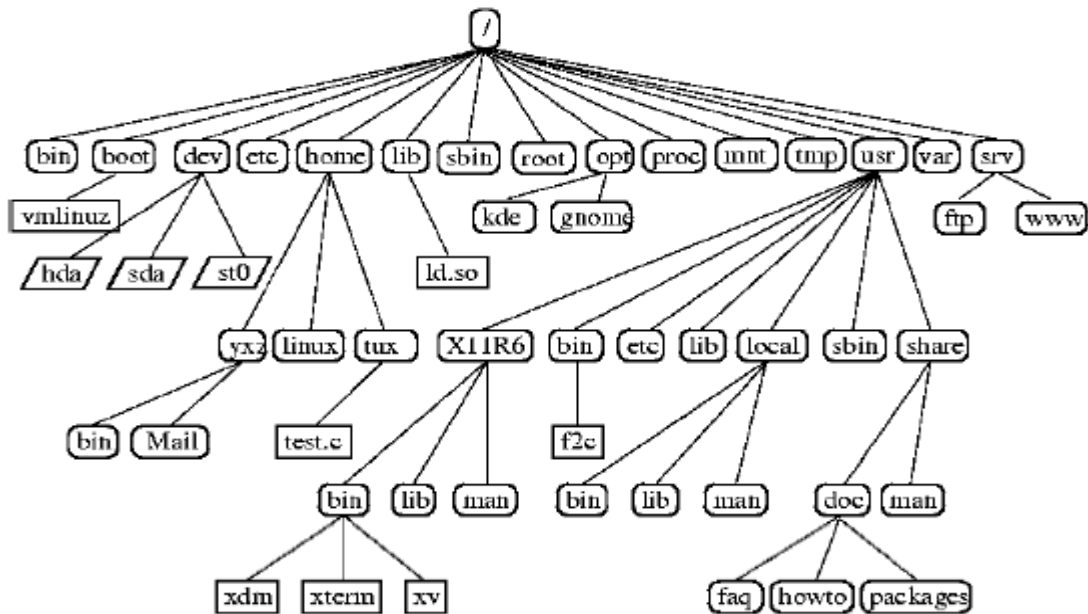 /
bin boot dev etc home lib sbin root opt proc mnt tmp usr var srv
vmlinuz kde gnome ftp www
hda sda st0 ld.so
yxz linux tux X11R6 bin etc lib local sbin share
bin Mail test.c f2c
bin lib man bin lib man doc man
xdm xterm xv faq howto packages